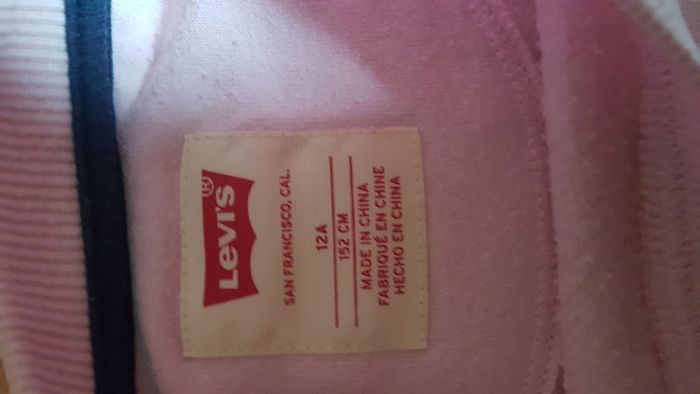 LEVI'S®
SAN FRANCISCO, CAL.
12A
152 CM
MADE IN CHINA
FABRIQUÉ EN CHINE
HECHO EN CHINA